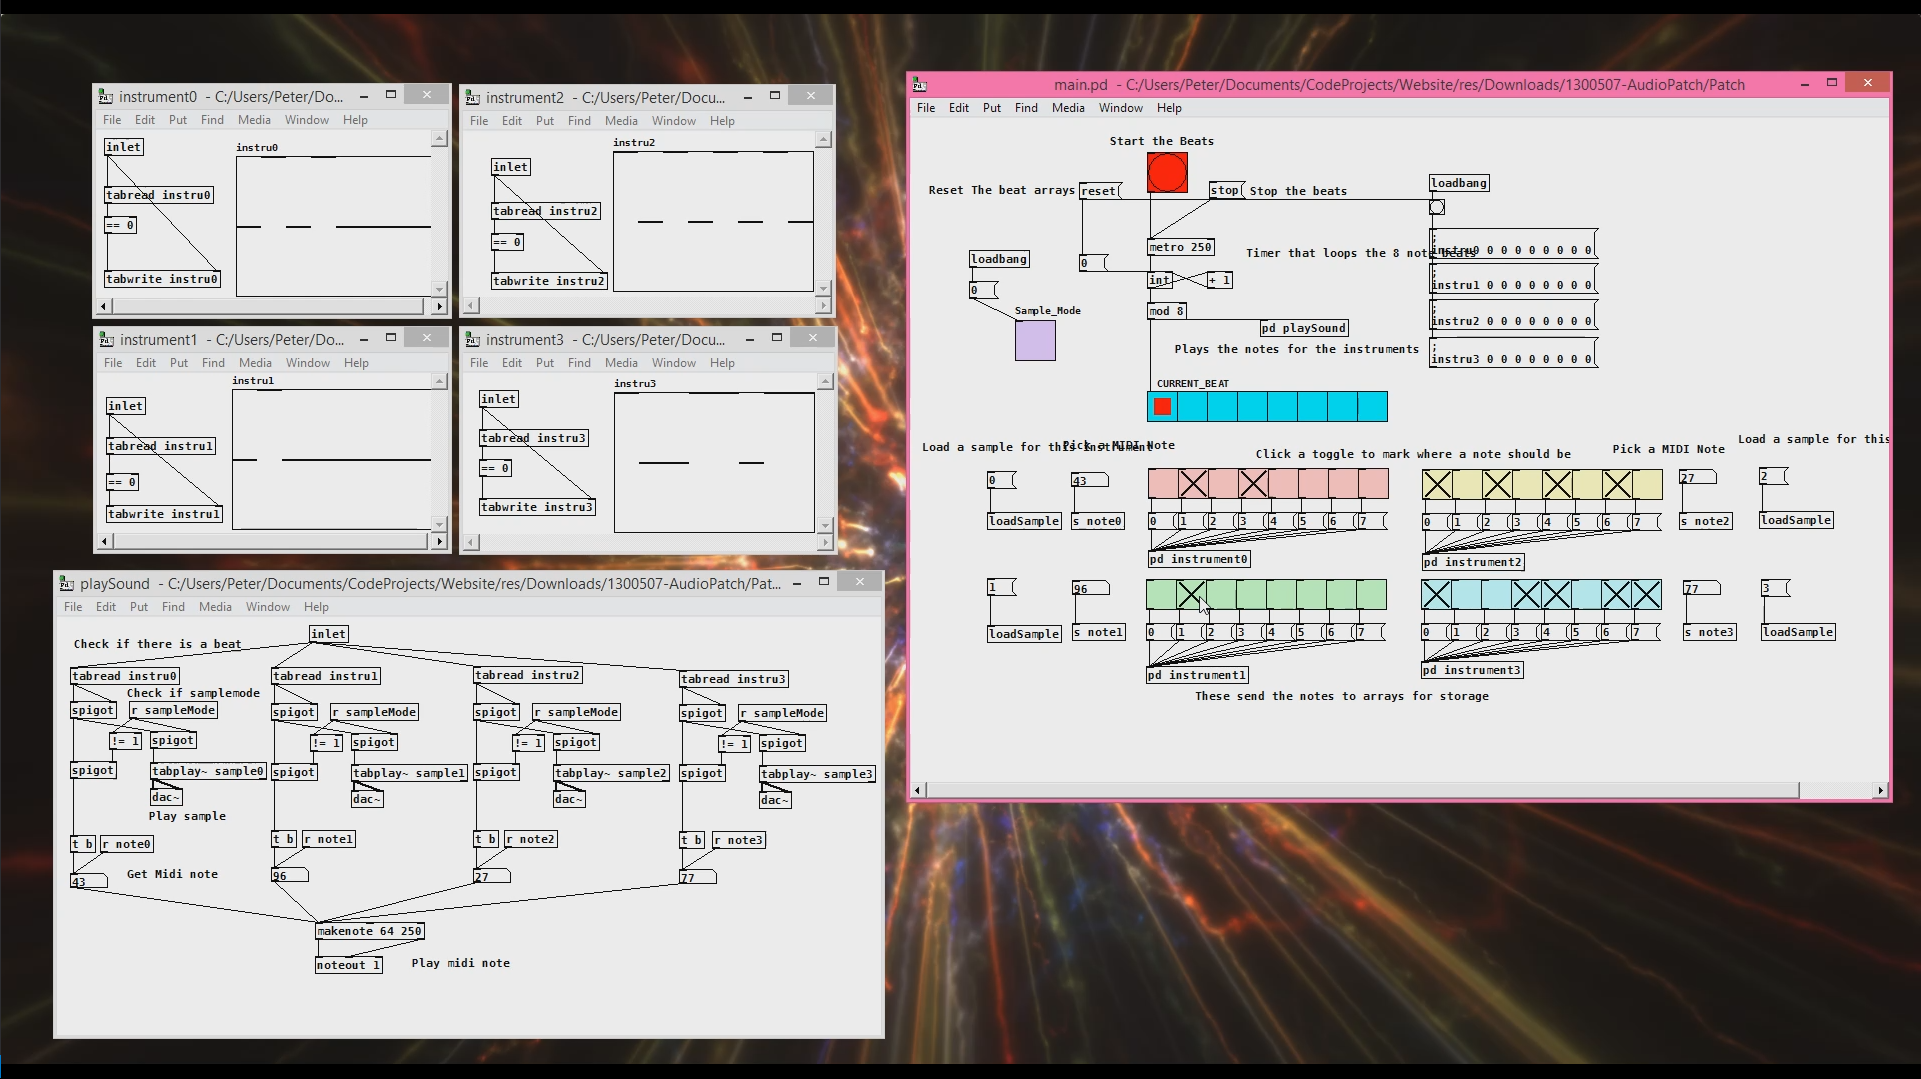 instrument0 - C:/Users/Peter/Do...
File Edit Put Find Media Window Help
inlet
instru0
tabread instru0
== 0
tabwrite instru0
instrument2 - C:/Users/Peter/Docu...
File Edit Put Find Media Window Help
instru2
inlet
tabread instru2
== 0
tabwrite instru2
instrument1 - C:/Users/Peter/Do...
File Edit Put Find Media Window Help
instru1
inlet
tabread instru1
== 0
tabwrite instru1
instrument3 - C:/Users/Peter/Docu...
File Edit Put Find Media Window Help
instru3
inlet
tabread instru3
== 0
tabwrite instru3
playSound - C:/Users/Peter/Documents/CodeProjects/Website/res/Downloads/1300507-AudioPatch/Pat...
File Edit Put Find Media Window Help
inlet
Check if there is a beat
tabread instru0 tabread instru1 tabread instru2 tabread instru3
Check if samplemode
spigot r sampleMode spigot r sampleMode spigot r sampleMode spigot r sampleMode
!= 1 spigot != 1 spigot != 1 spigot != 1 spigot
spigot tabplay~ sample0 spigot tabplay~ sample1 spigot tabplay~ sample2 spigot tabplay~ sample3
dac~ dac~ dac~ dac~
Play sample
t b r note0 t b r note1 t b r note2 t b r note3
43 Get Midi note 96 27 77
makenote 64 250
noteout 1 Play midi note
main.pd - C:/Users/Peter/Documents/CodeProjects/Website/res/Downloads/1300507-AudioPatch/Patch
File Edit Put Find Media Window Help
Start the Beats
Reset The beat arrays reset stop Stop the beats loadbang
metro 250
Timer that loops the 8 note beats
; instru0 0 0 0 0 0 0 0 0
loadbang 0
0 int + 1
; instru1 0 0 0 0 0 0 0 0
Sample_Mode mod 8
; instru2 0 0 0 0 0 0 0 0
pd playSound
Plays the notes for the instruments
; instru3 0 0 0 0 0 0 0 0
CURRENT_BEAT
Load a sample for this instrument Pick a MIDI Note Click a toggle to mark where a note should be Pick a MIDI Note Load a sample for this
0 43 27 2
loadSample s note0 0 1 2 3 4 5 6 7 0 1 2 3 4 5 6 7 s note2 loadSample
pd instrument0 pd instrument2
1 96 77 3
loadSample s note1 0 1 2 3 4 5 6 7 0 1 2 3 4 5 6 7 s note3 loadSample
pd instrument1 pd instrument3
These send the notes to arrays for storage